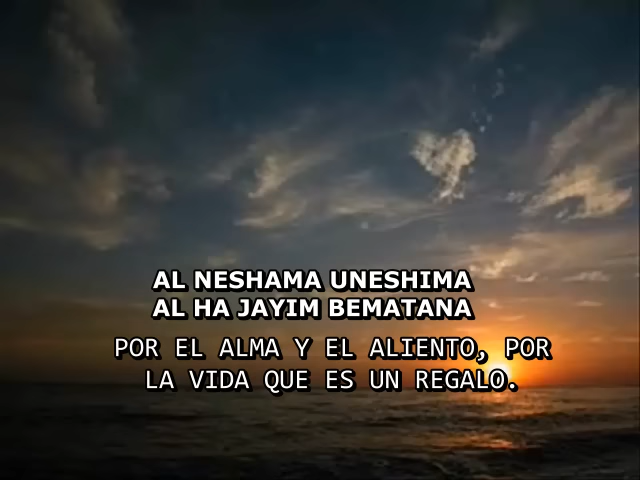 AL NESHAMA UNESHIMA
AL HA JAYIM BEMATANA
POR EL ALMA Y EL ALIENTO, POR
LA VIDA QUE ES UN REGALO.